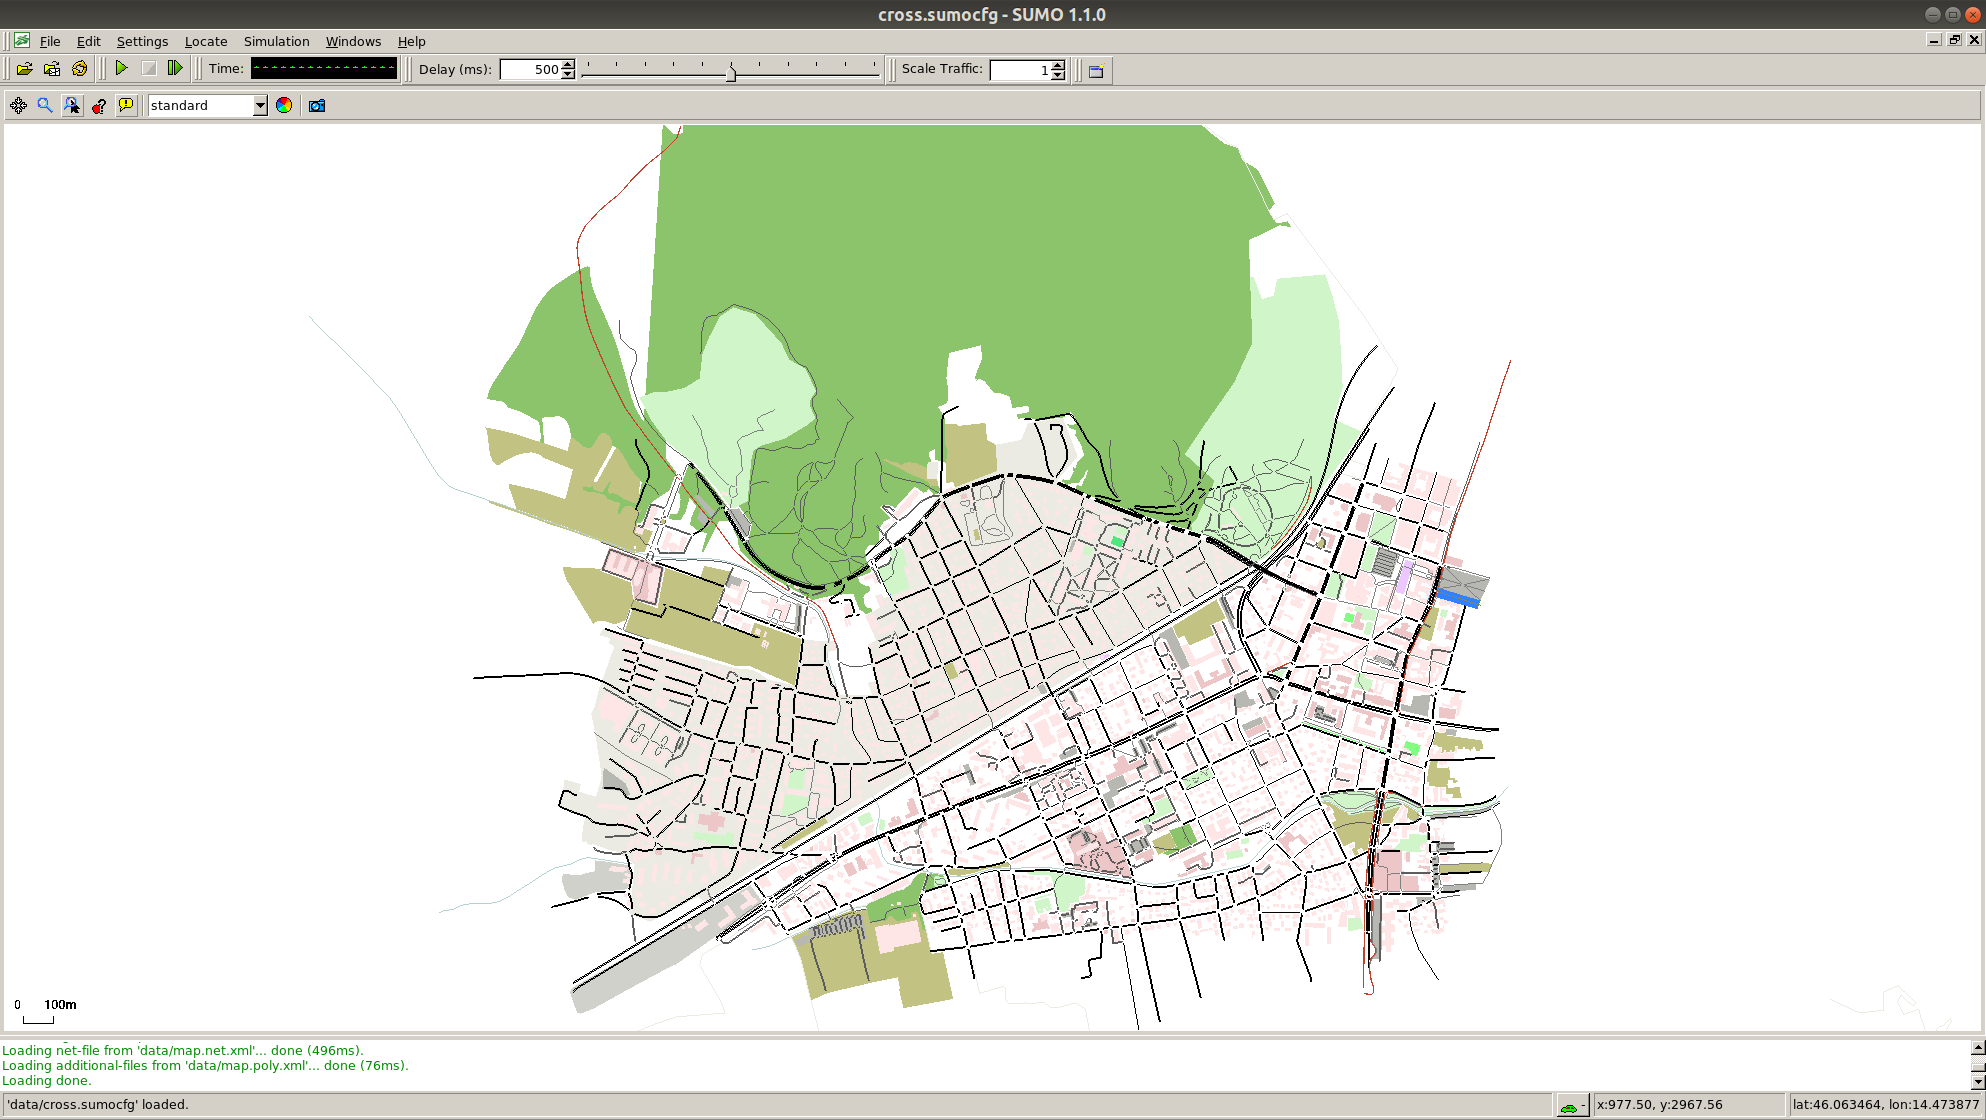 cross.sumocfg - SUMO 1.1.0
File Edit Settings Locate Simulation Windows Help
Time: Delay (ms): 500 Scale Traffic: 1
standard
0 100m
Loading net-file from 'data/map.net.xml'... done (496ms).
Loading additional-files from 'data/map.poly.xml'... done (76ms).
Loading done.
'data/cross.sumocfg' loaded. - x:977.50, y:2967.56 lat:46.063464, lon:14.473877